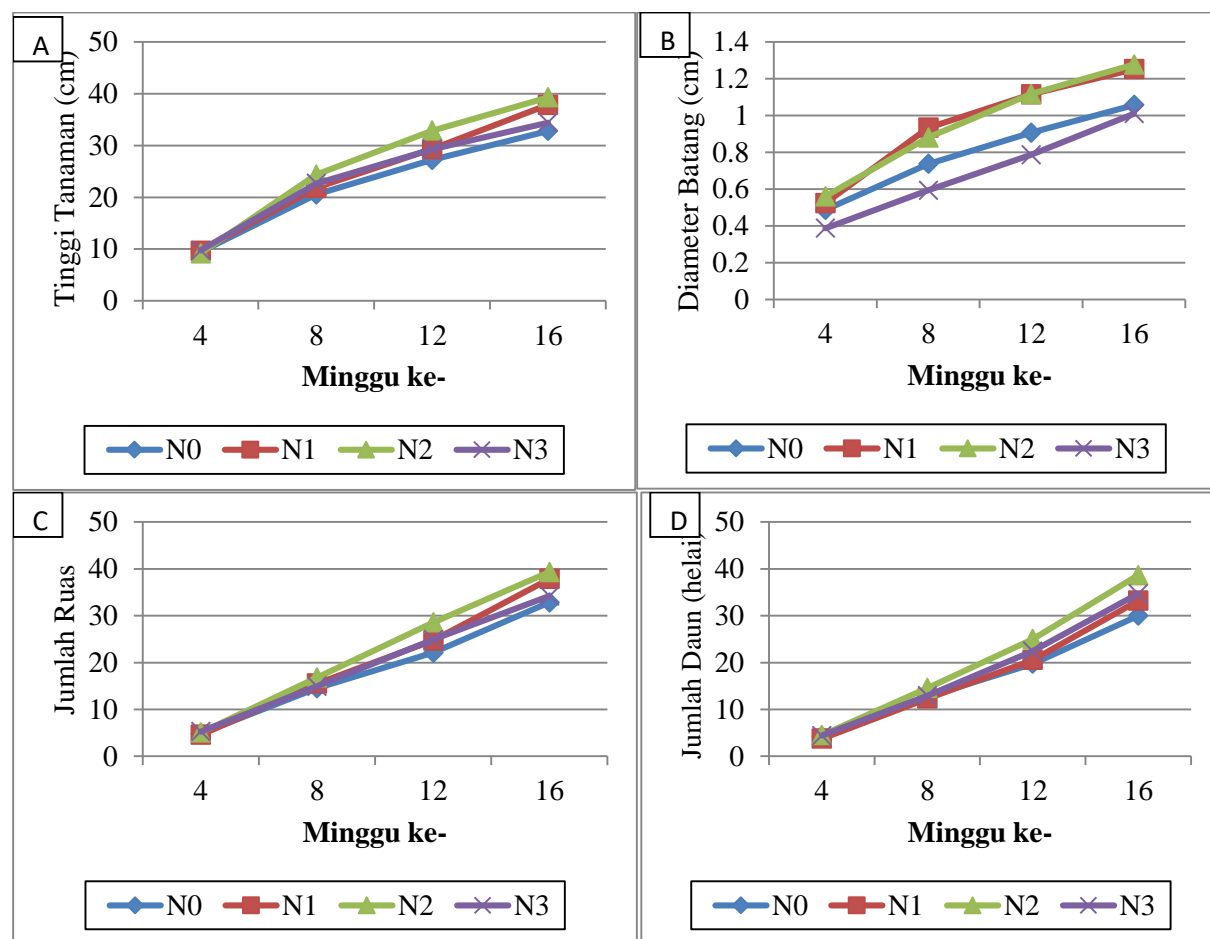 A
Tinggi Tanaman (cm)
50
40
30
20
10
0
4 8 12 16
Minggu ke-
N0 N1 N2 N3
B
Diameter Batang (cm)
1.4
1.2
1
0.8
0.6
0.4
0.2
0
4 8 12 16
Minggu ke-
N0 N1 N2 N3
C
Jumlah Ruas
50
40
30
20
10
0
4 8 12 16
Minggu ke-
N0 N1 N2 N3
D
Jumlah Daun (helai)
50
40
30
20
10
0
4 8 12 16
Minggu ke-
N0 N1 N2 N3